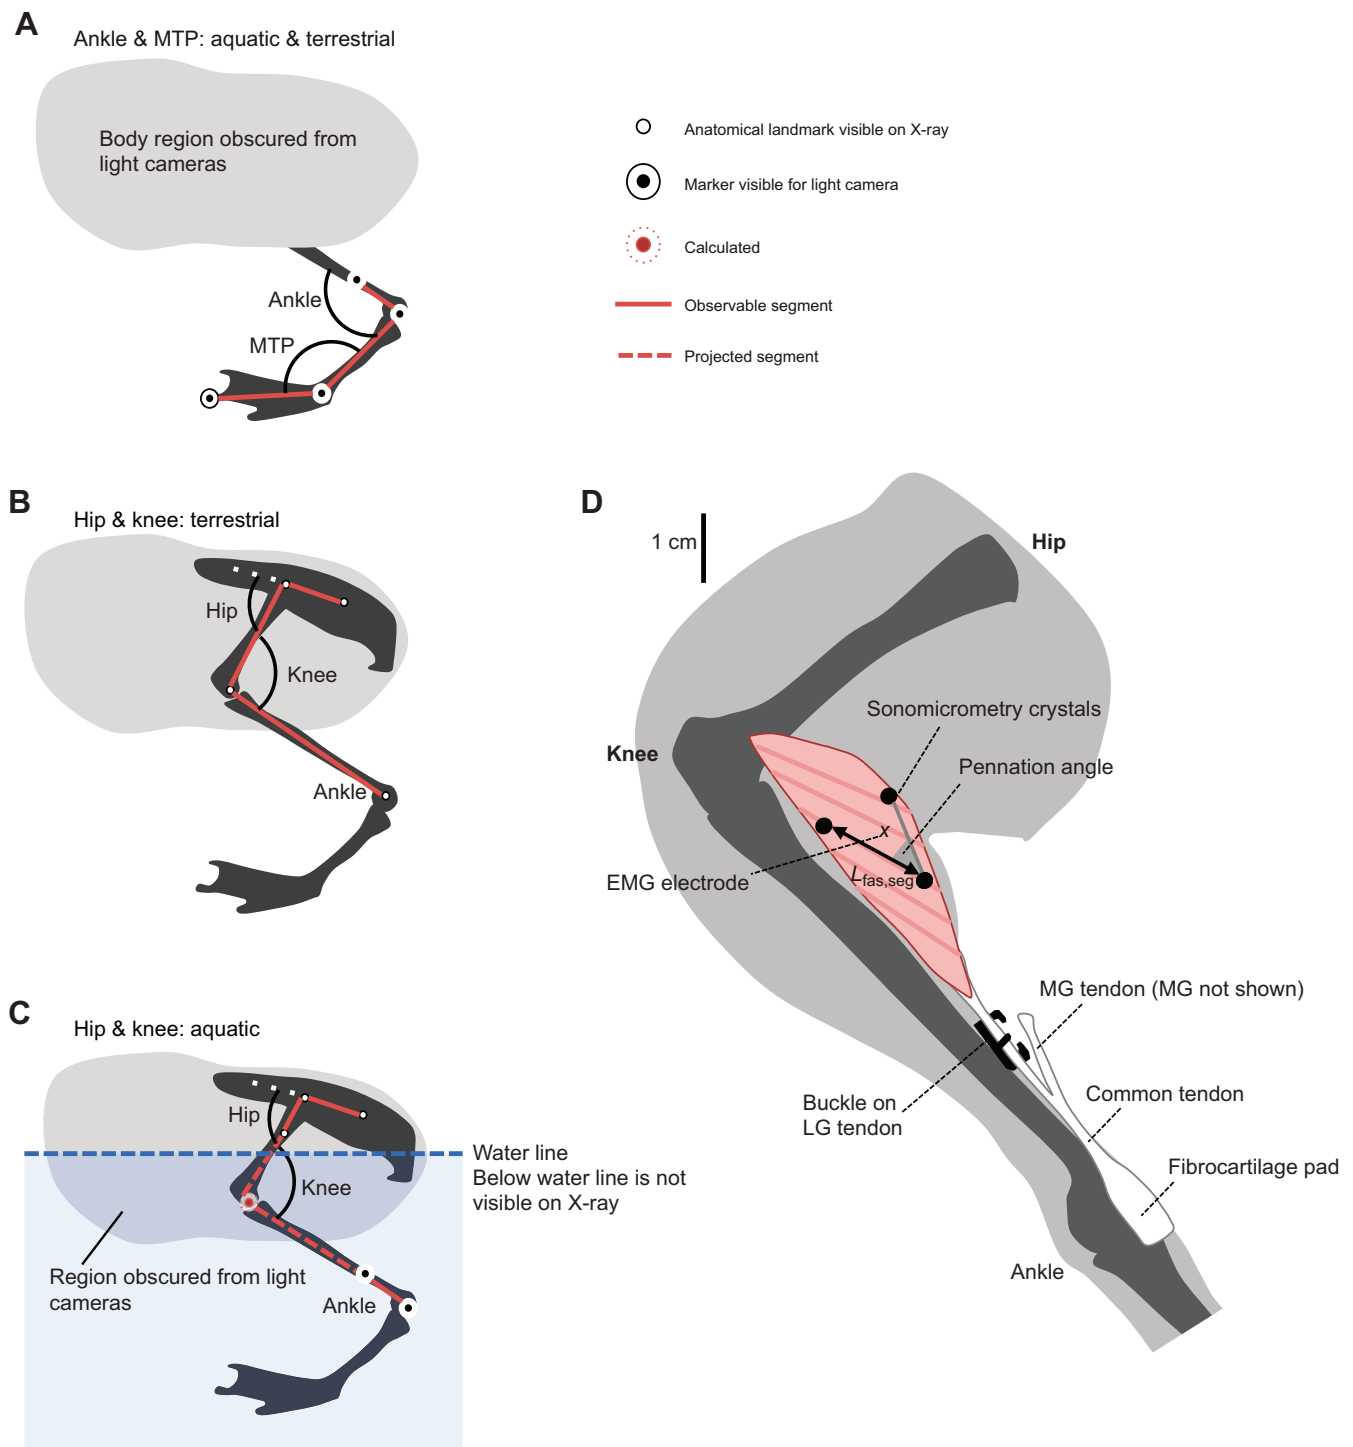 A
Ankle & MTP: aquatic & terrestrial
Body region obscured from
light cameras
Ankle
MTP
Anatomical landmark visible on X-ray
Marker visible for light camera
Calculated
Observable segment
Projected segment
B
Hip & knee: terrestrial
Hip
Knee
Ankle
C
Hip & knee: aquatic
Hip
Knee
Water line
Below water line is not
visible on X-ray
Region obscured from light
cameras
Ankle
D
1 cm
Hip
Sonomicrometry crystals
Knee
Pennation angle
x
EMG electrode
Lfas,seg
MG tendon (MG not shown)
Buckle on
LG tendon
Common tendon
Fibrocartilage pad
Ankle